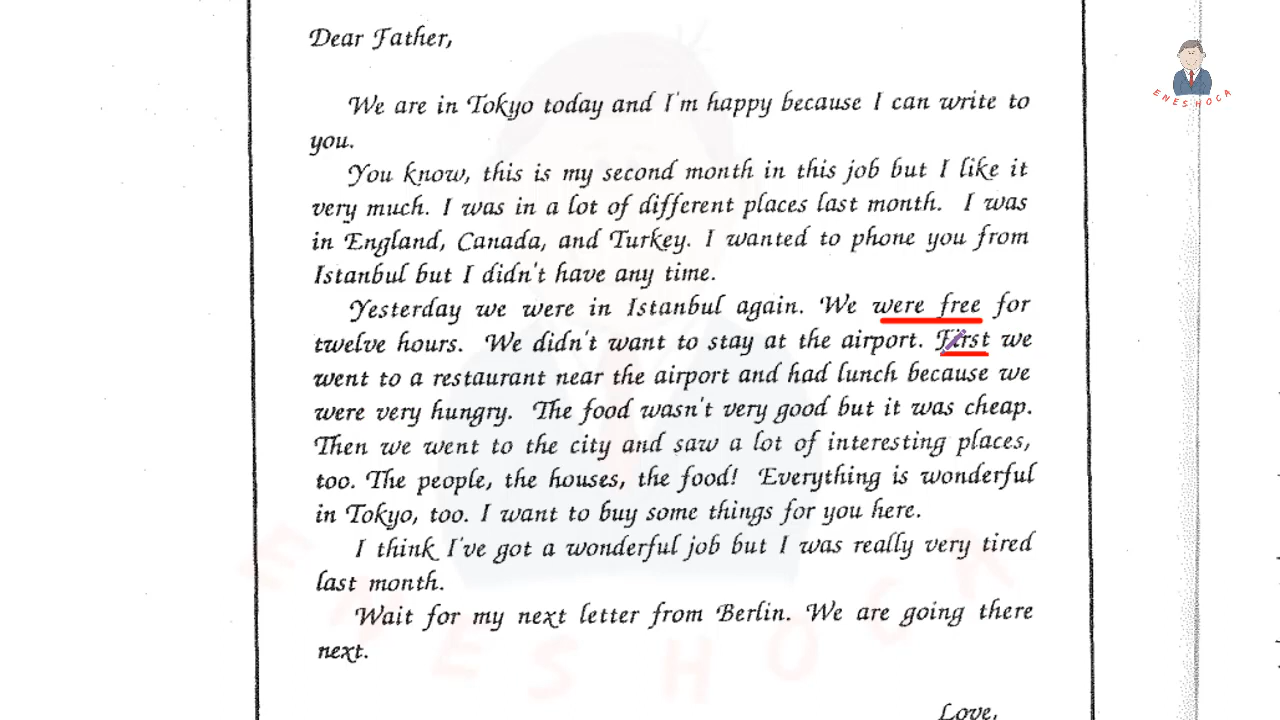 Dear Father,
We are in Tokyo today and I'm happy because I can write to
you.
You know, this is my second month in this job but I like it
very much. I was in a lot of different places last month. I was
in England, Canada, and Turkey. I wanted to phone you from
Istanbul but I didn't have any time.
Yesterday we were in Istanbul again. We were free for
twelve hours. We didn't want to stay at the airport. First we
went to a restaurant near the airport and had lunch because we
were very hungry. The food wasn't very good but it was cheap.
Then we went to the city and saw a lot of interesting places,
too. The people, the houses, the food! Everything is wonderful
in Tokyo, too. I want to buy some things for you here.
I think I've got a wonderful job but I was really very tired
last month.
Wait for my next letter from Berlin. We are going there
next.
Love,
ENES HOCA
ENES HOCA